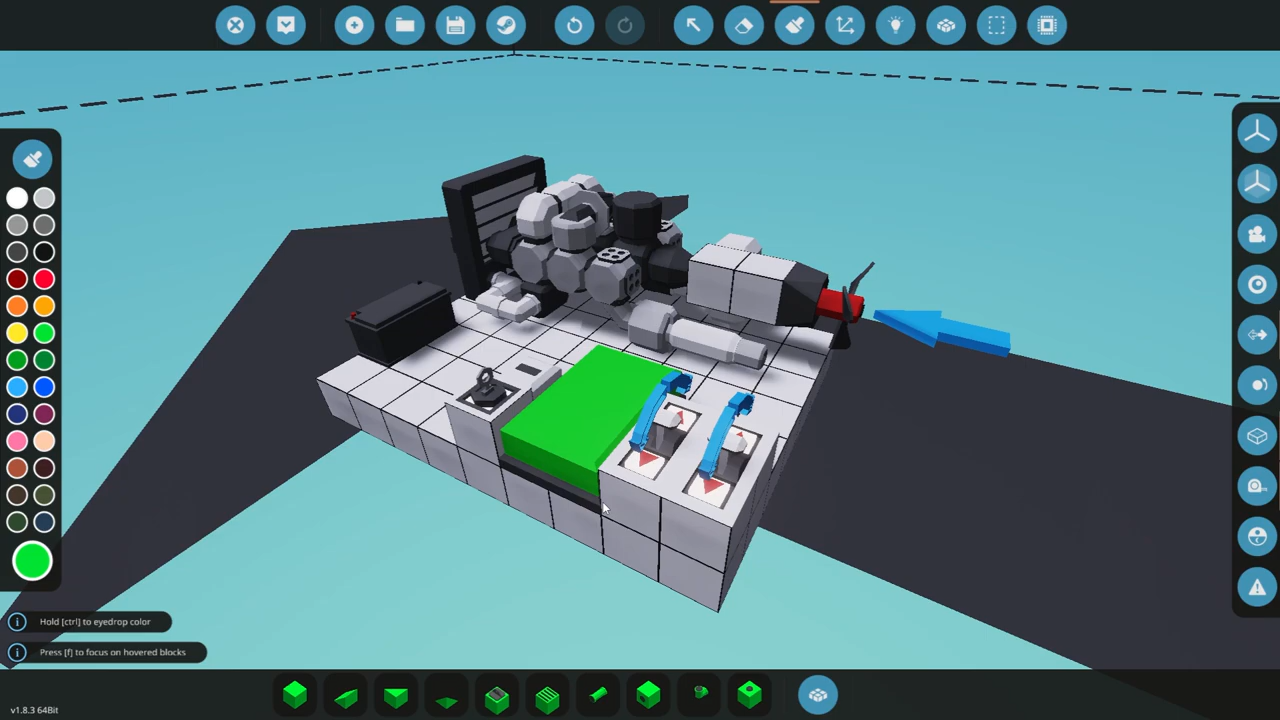 Hold [ctrl] to eyedrop color
Press [f] to focus on hovered blocks
v1.8.3 64Bit